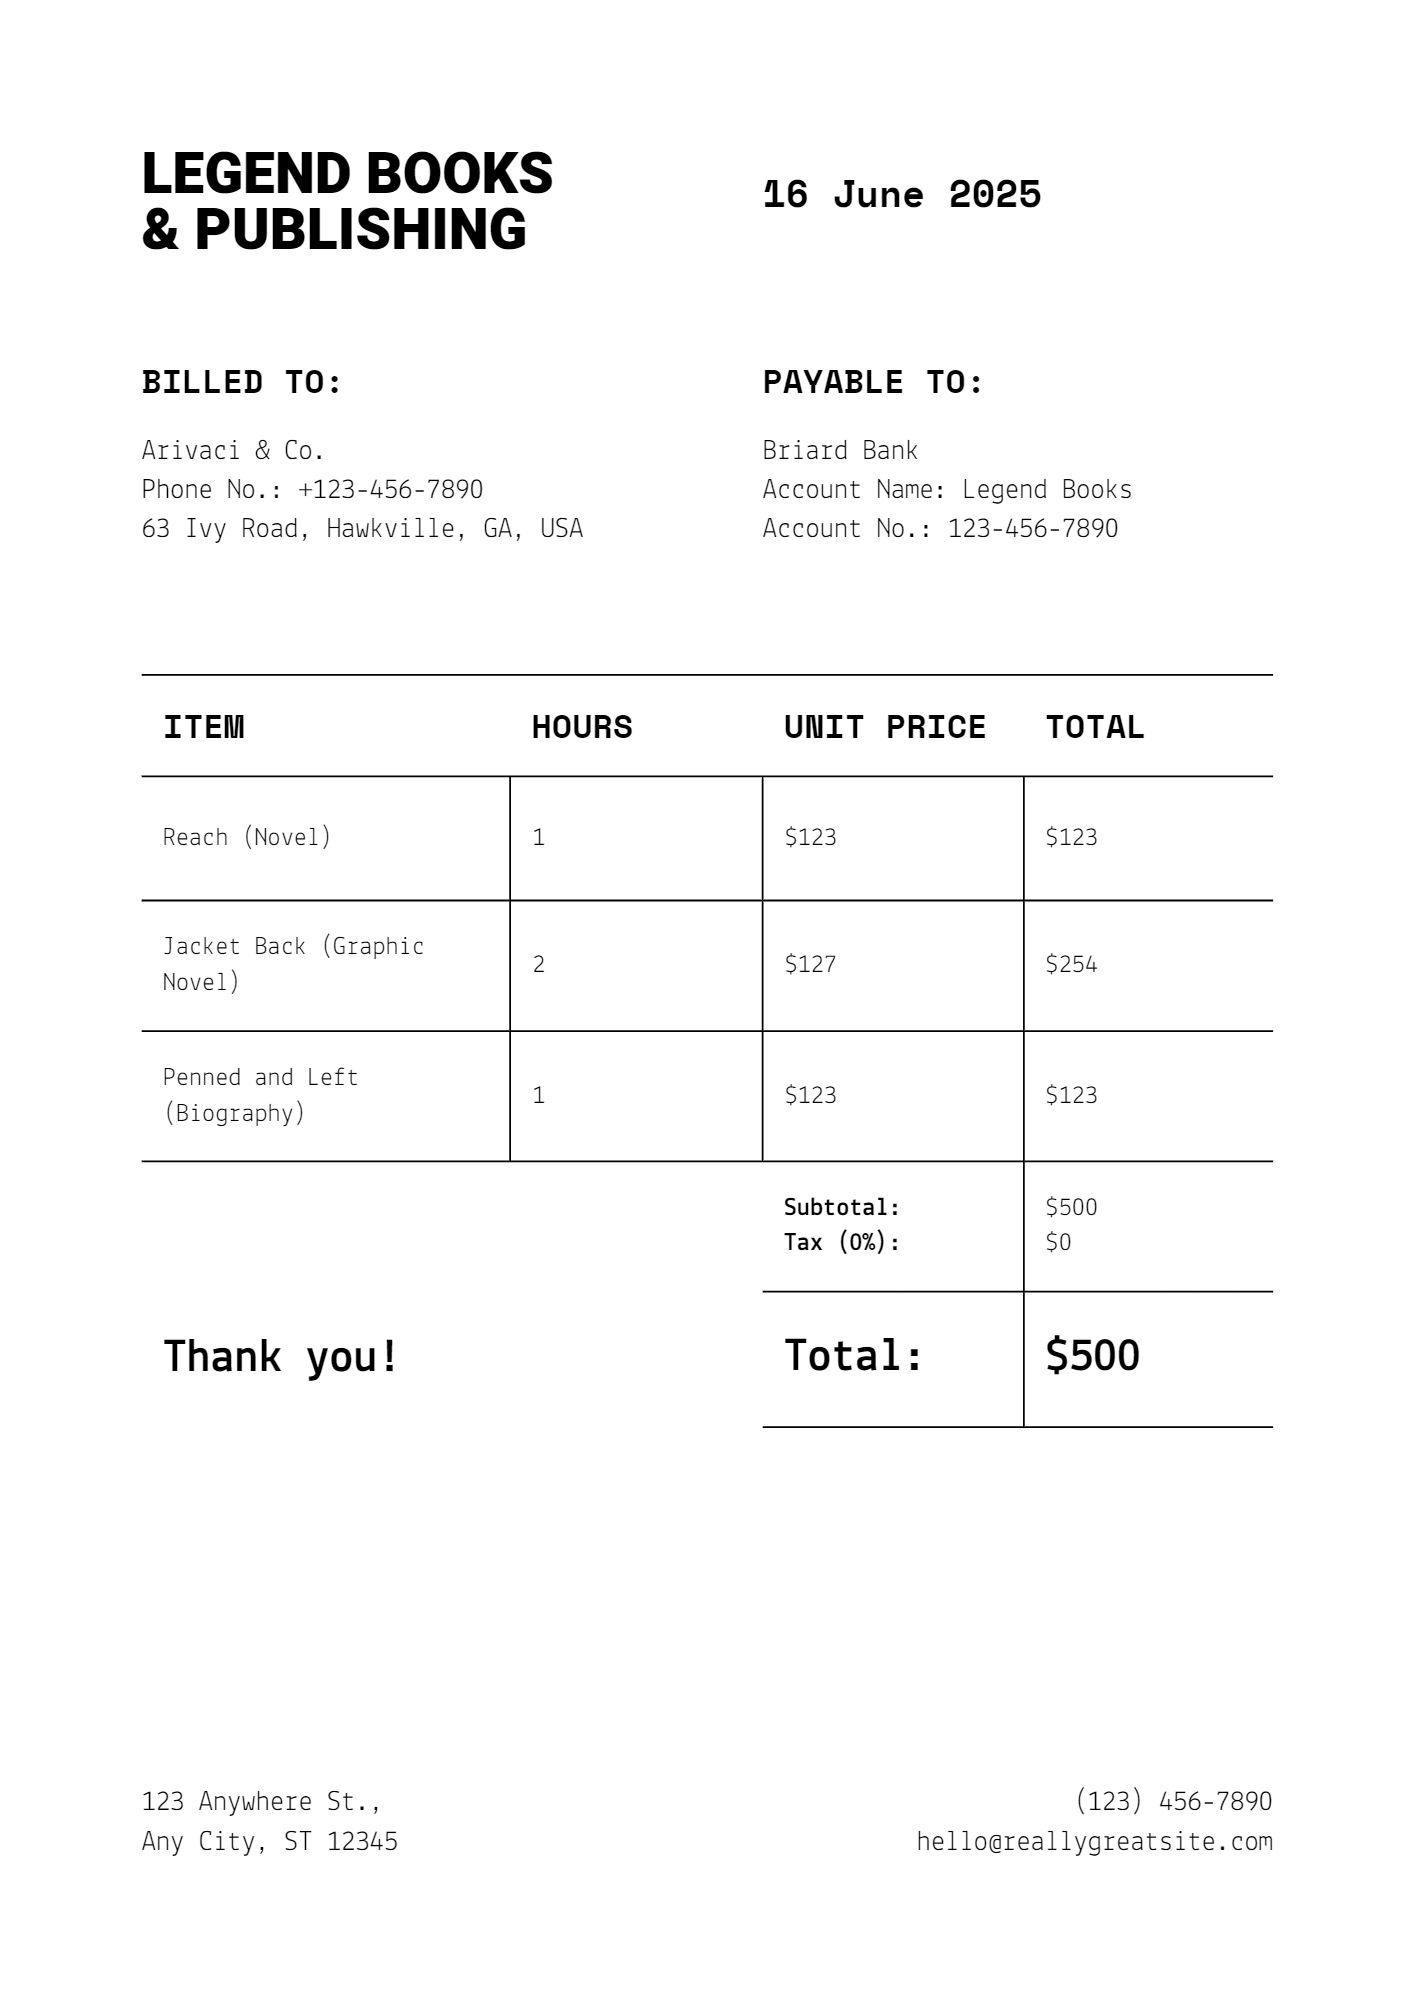 LEGEND BOOKS
& PUBLISHING
16 June 2025
BILLED TO:
Arivaci & Co.
Phone No.: +123-456-7890
63 Ivy Road, Hawkville, GA, USA
PAYABLE TO:
Briard Bank
Account Name: Legend Books
Account No.: 123-456-7890
ITEM HOURS UNIT PRICE TOTAL
Reach (Novel) 1 $123 $123
Jacket Back (Graphic
Novel) 2 $127 $254
Penned and Left
(Biography) 1 $123 $123
Subtotal: $500
Tax (0%): $0
Thank you!
Total: $500
123 Anywhere St.,
Any City, ST 12345
(123) 456-7890
hello@reallygreatsite.com